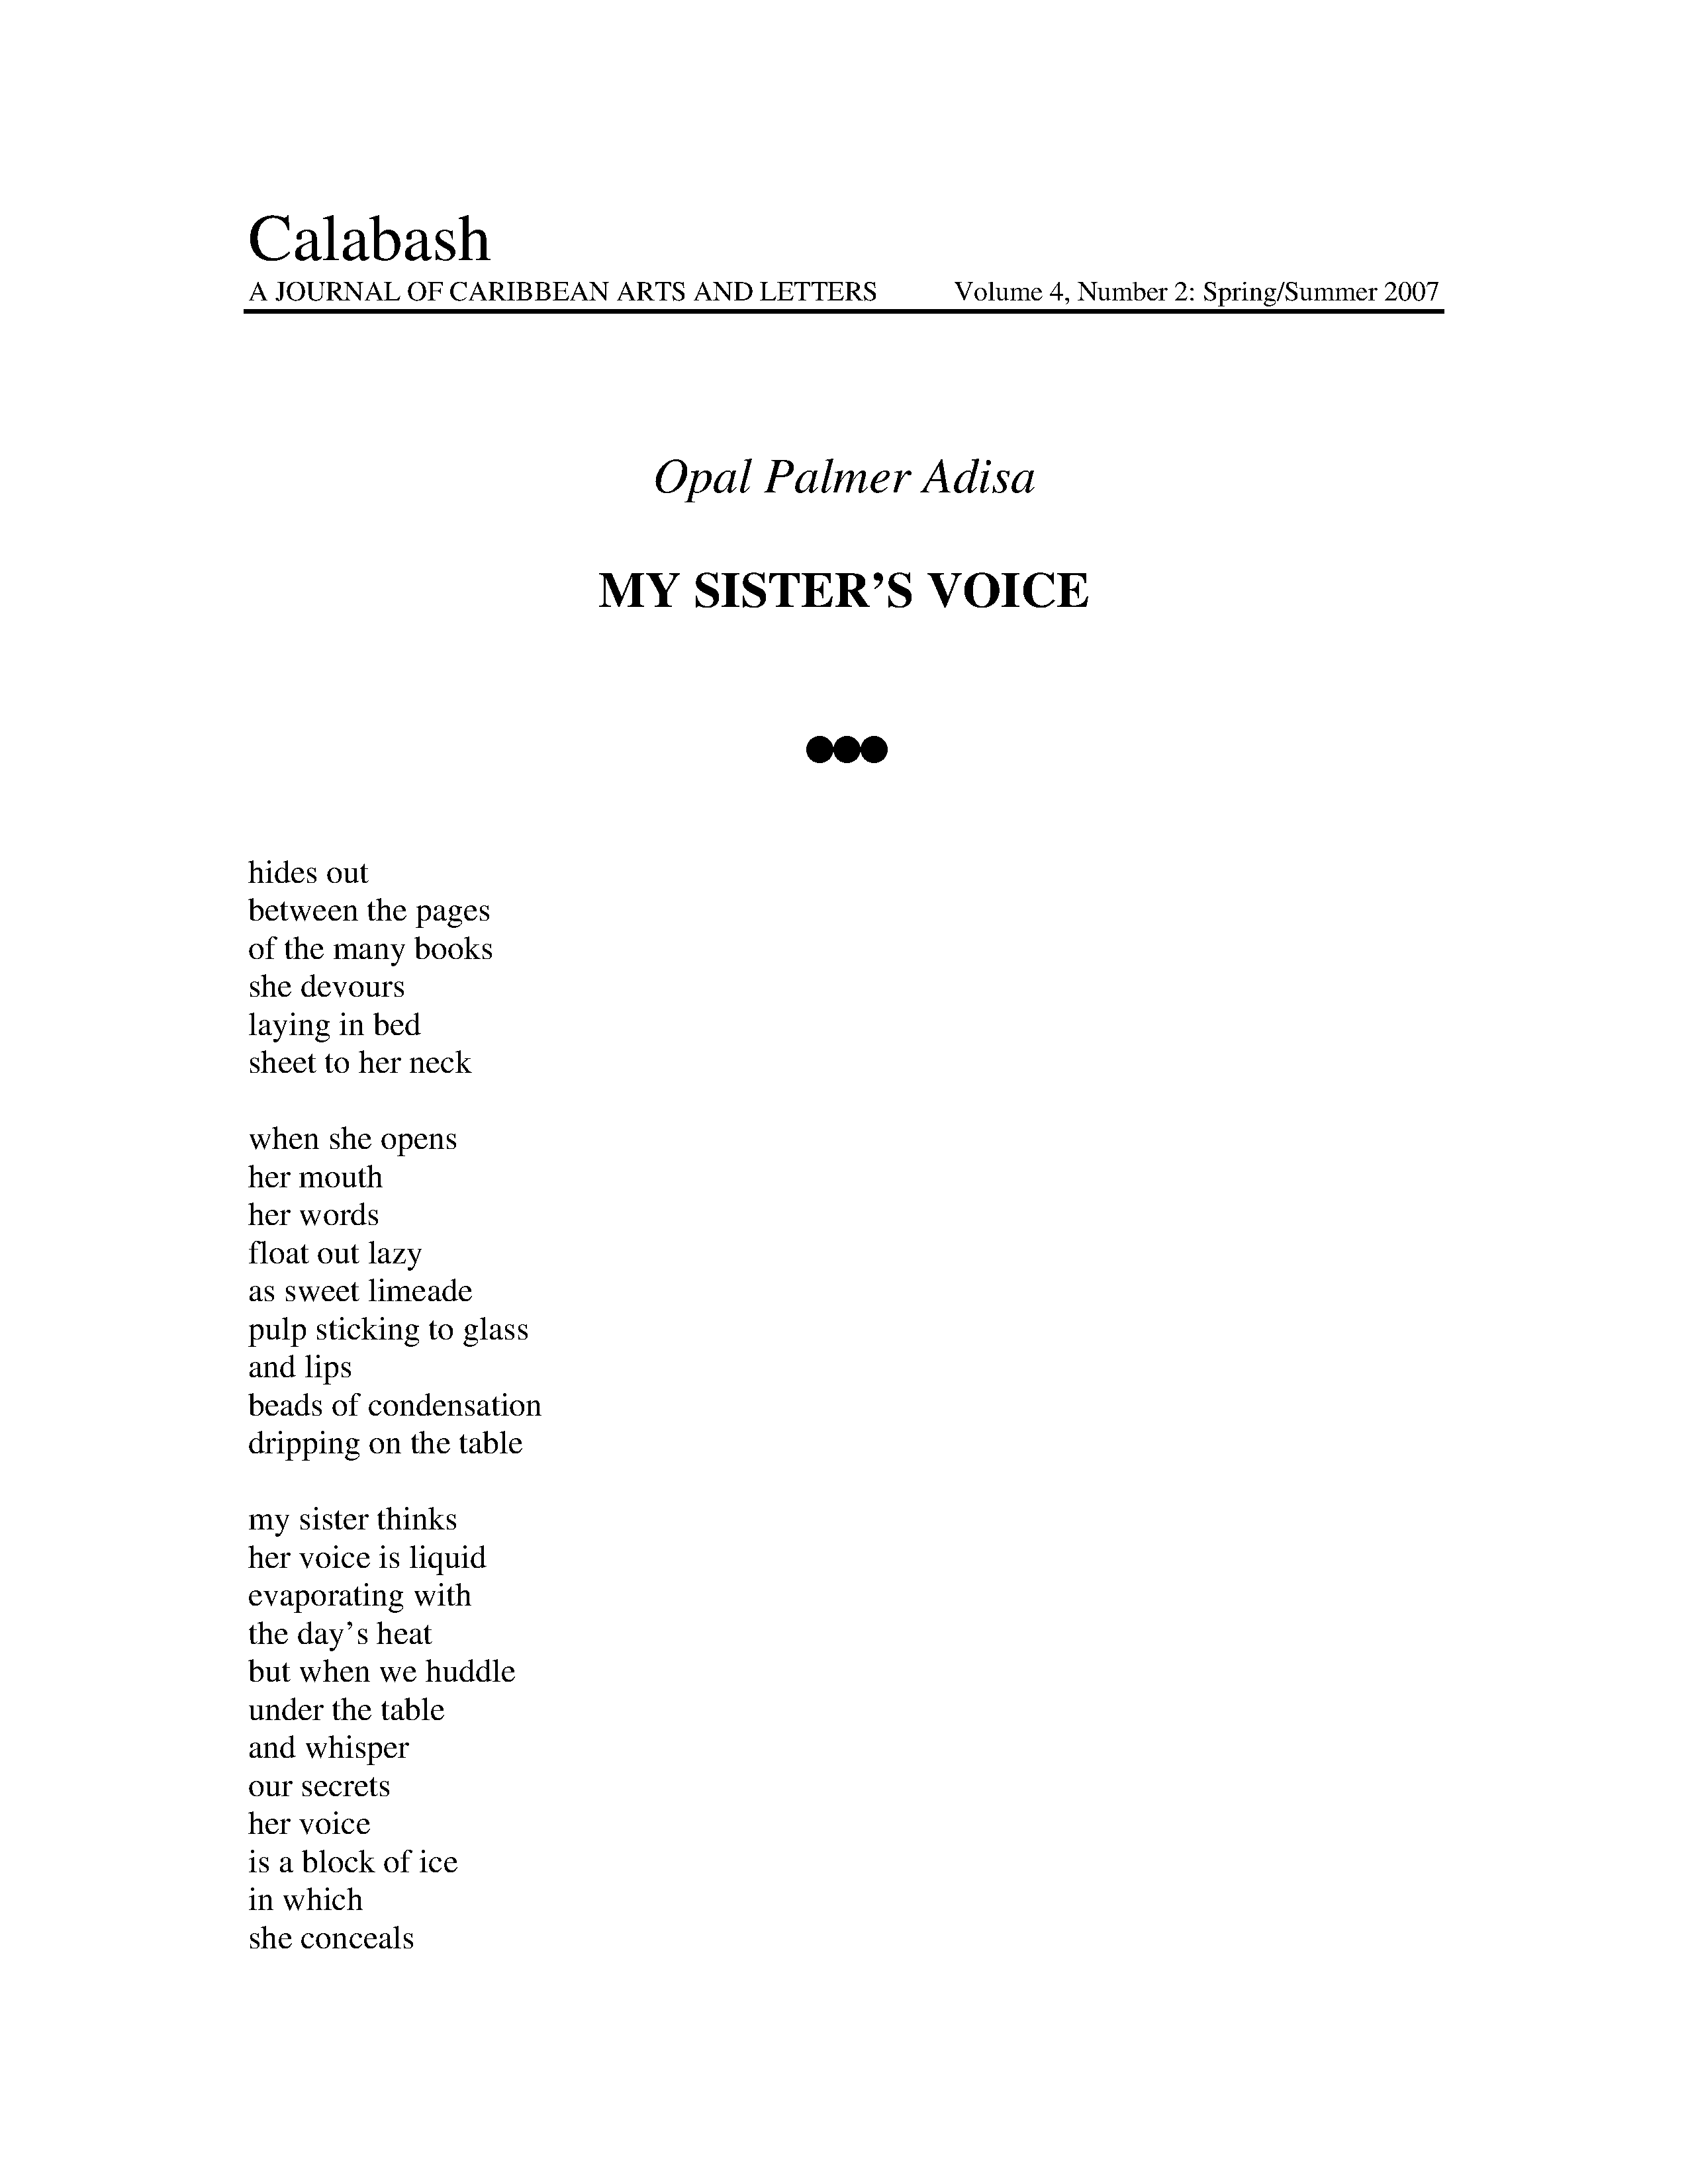 Calabash
A JOURNAL OF CARIBBEAN ARTS AND LETTERS Volume 4, Number 2: Spring/Summer 2007
Opal Palmer Adisa
MY SISTER’S VOICE
●●●
hides out
between the pages
of the many books
she devours
laying in bed
sheet to her neck
when she opens
her mouth
her words
float out lazy
as sweet limeade
pulp sticking to glass
and lips
beads of condensation
dripping on the table
my sister thinks
her voice is liquid
evaporating with
the day’s heat
but when we huddle
under the table
and whisper
our secrets
her voice
is a block of ice
in which
she conceals